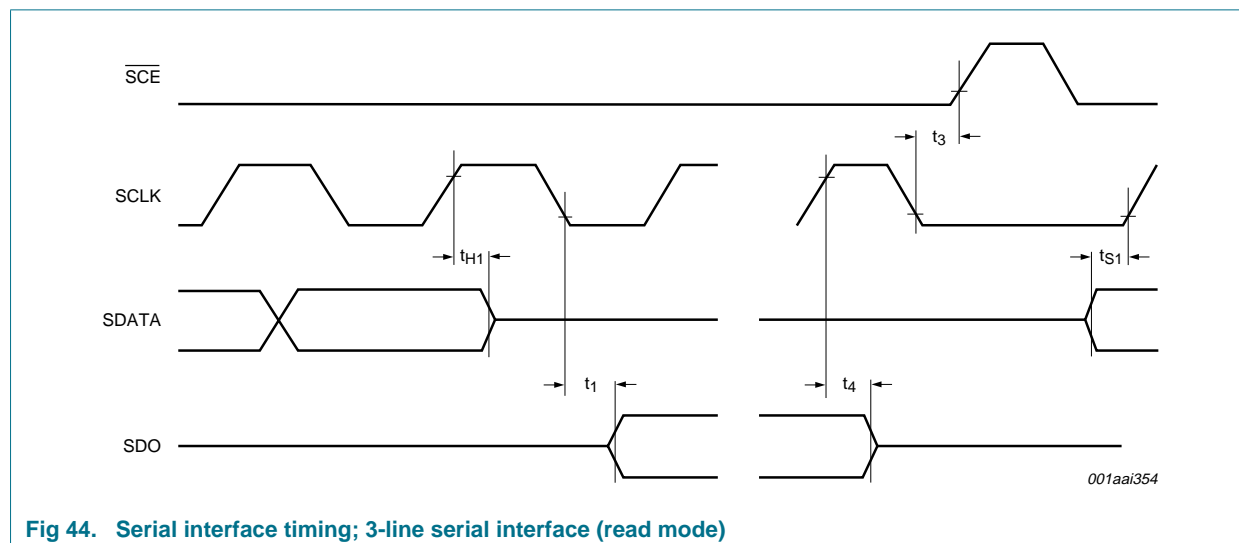 SCE
t3
SCLK
tH1
tS1
SDATA
t1
t4
SDO
001aai354
Fig 44. Serial interface timing; 3-line serial interface (read mode)